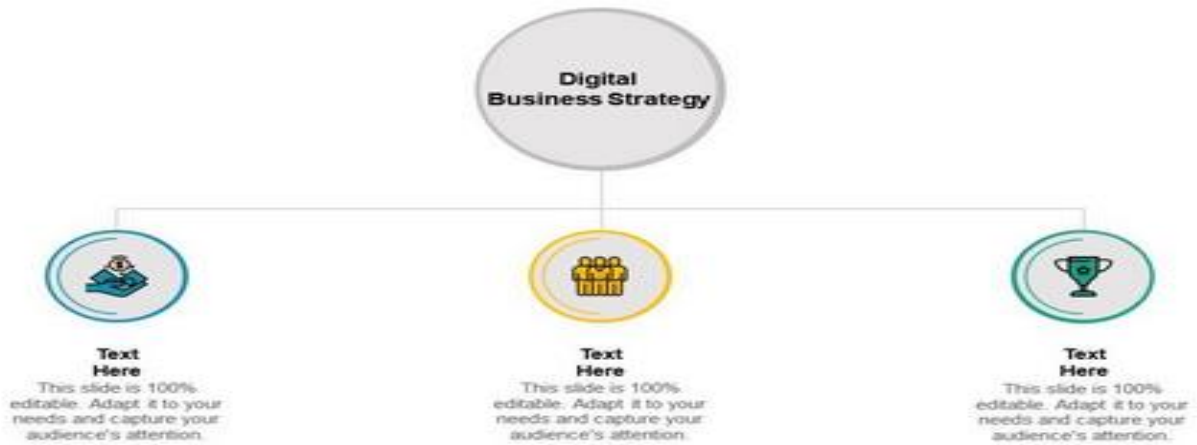 Digital
Business Strategy
Text
Here
This slide is 100%
editable. Adapt it to your
needs and capture your
audience's attention.
Text
Here
This slide is 100%
editable. Adapt it to your
needs and capture your
audience's attention.
Text
Here
This slide is 100%
editable. Adapt it to your
needs and capture your
audience's attention.